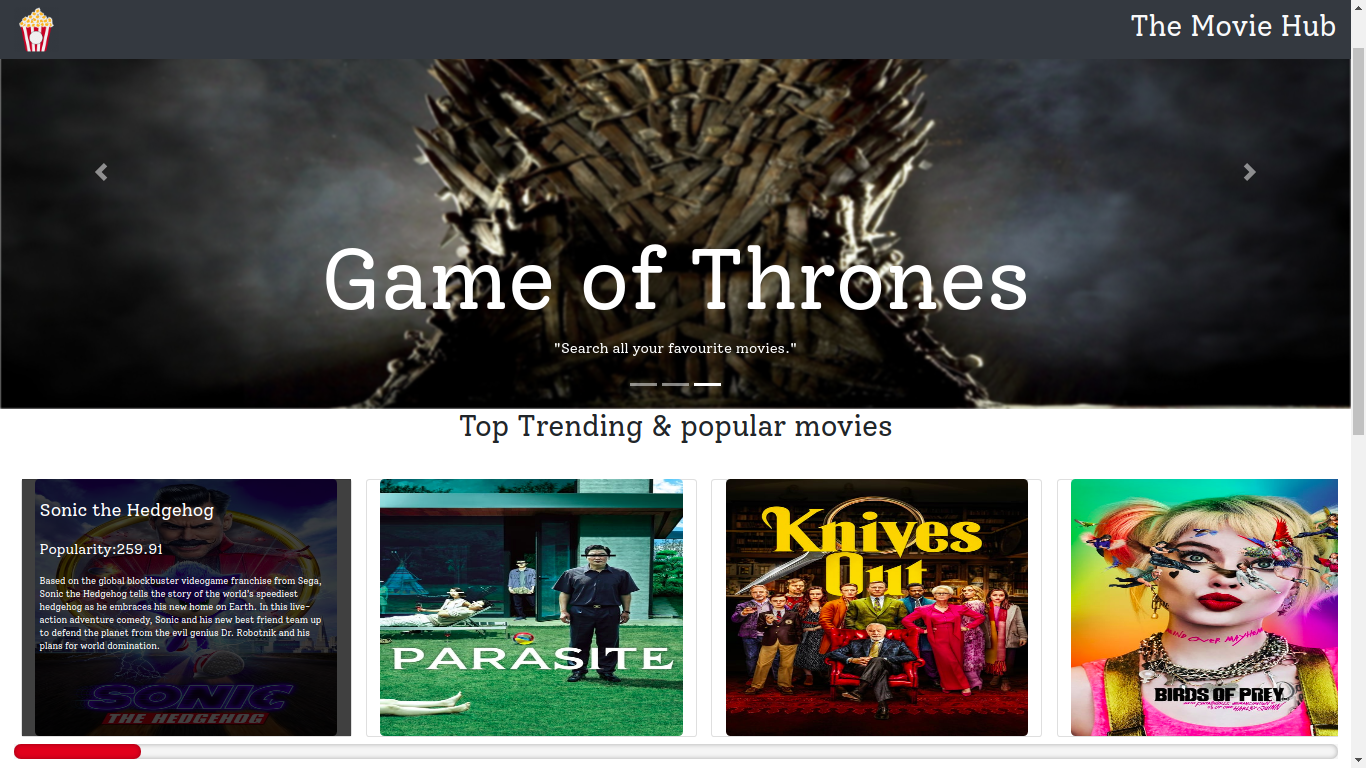 The Movie Hub
Game of Thrones
"Search all your favourite movies."
Top Trending & popular movies
Sonic the Hedgehog
Popularity:259.91
Based on the global blockbuster videogame franchise from Sega,
Sonic the Hedgehog tells the story of the world's speediest
hedgehog as he embraces his new home on Earth. In this live-
action adventure comedy, Sonic and his new best friend team up
to defend the planet from the evil genius Dr. Robotnik and his
plans for world domination.
SONIC
THE HEDGEHOG
PARASITE
Knives
Out
MIND OVER MAYHEM
BIRDS OF PREY